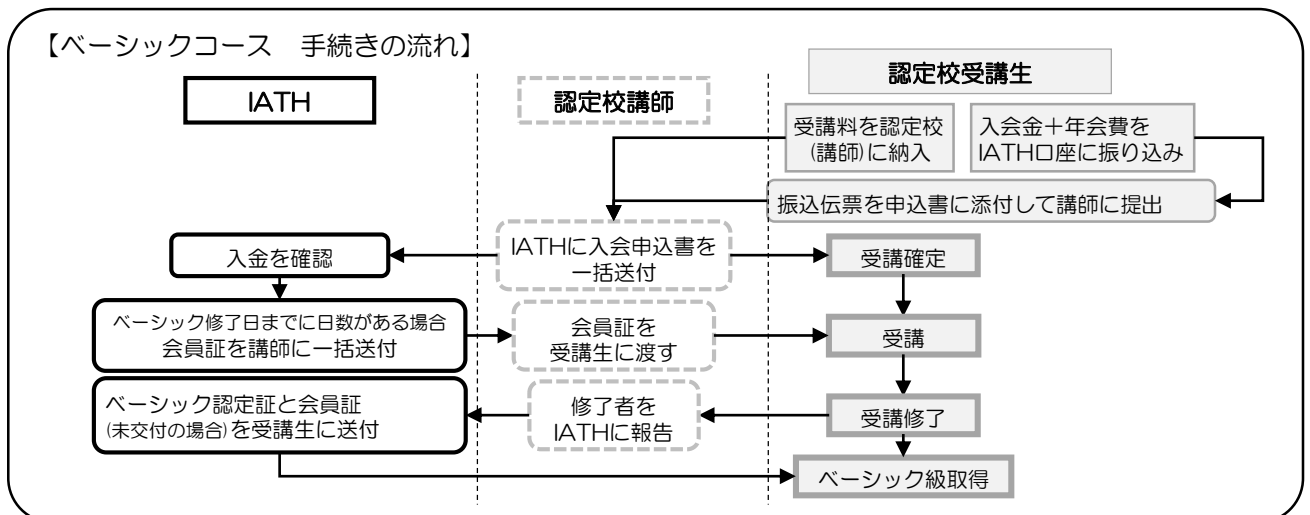 【ベーシックコース　手続きの流れ】
IATH
認定校講師
認定校受講生
受講料を認定校
(講師)に納入
入会金＋年会費を
IATH口座に振り込み
振込伝票を申込書に添付して講師に提出
IATHに入会申込書を
一括送付
入金を確認
受講確定
ベーシック修了日までに日数がある場合
会員証を講師に一括送付
会員証を
受講生に渡す
受講
ベーシック認定証と会員証
(未交付の場合)を受講生に送付
修了者を
IATHに報告
受講修了
ベーシック級取得